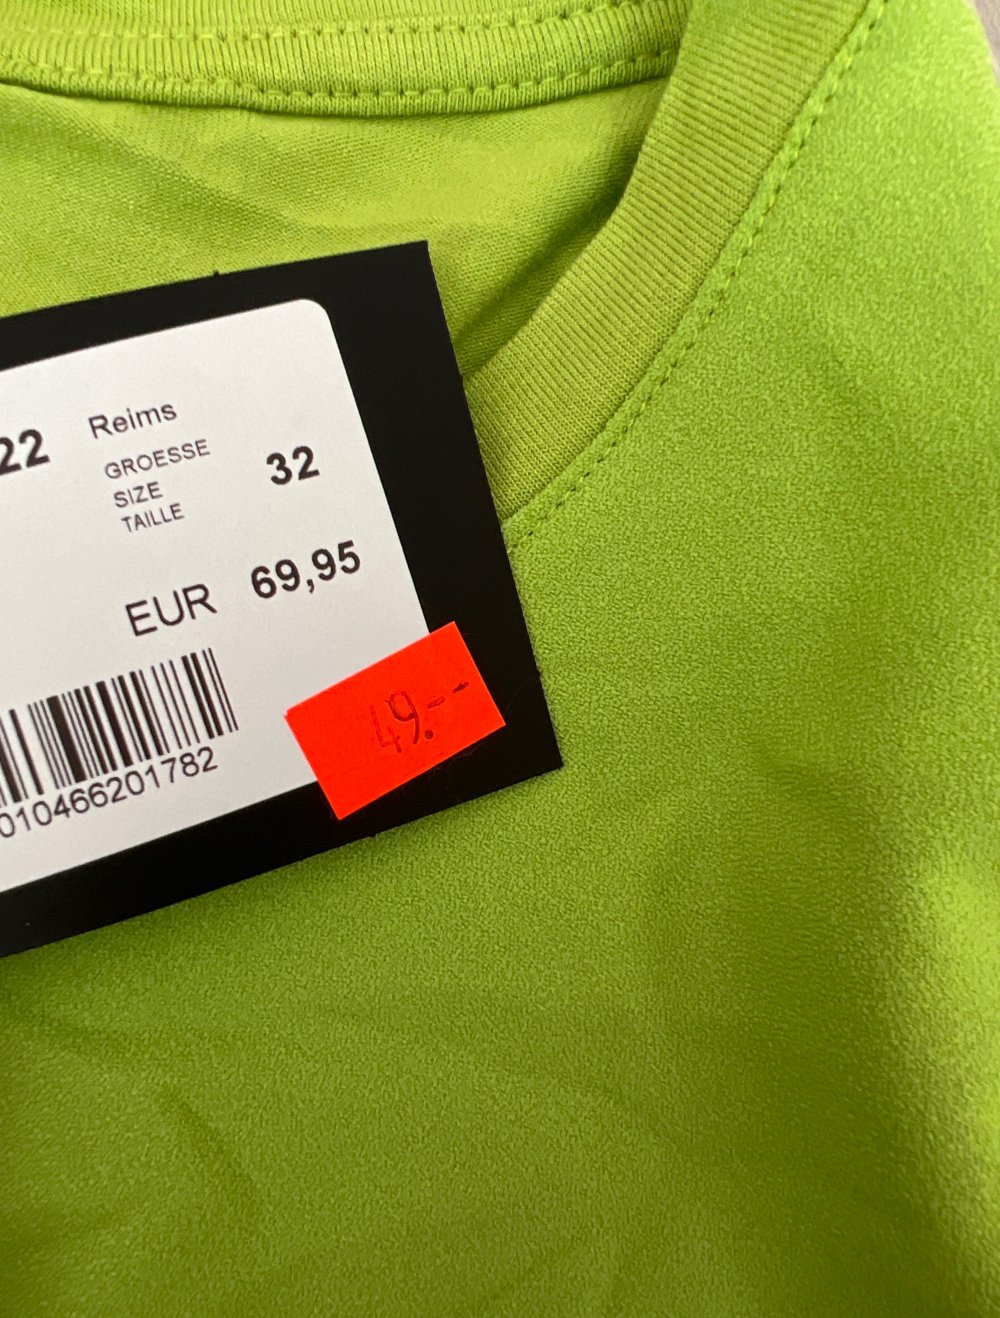 22 Reims
GROESSE
SIZE 32
TAILLE
EUR 69,95
49.--
010466201782